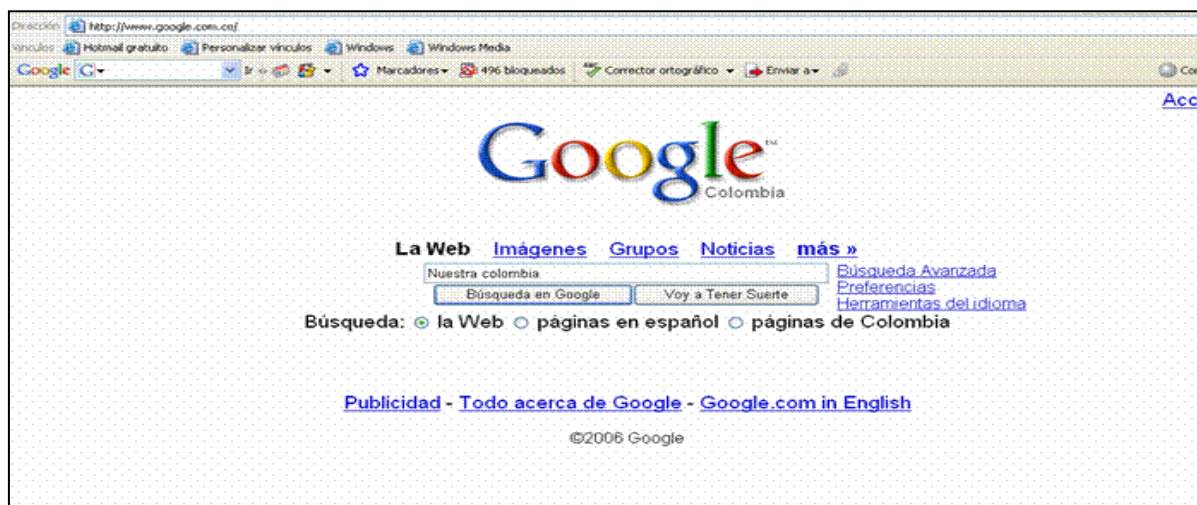 Dirección http://www.google.com.co/
Vínculos Hotmail gratuito Personalizar vínculos Windows Windows Media
Google G Ir Marcadores 496 bloqueados Corrector ortográfico Enviar a
Google™
Colombia
La Web Imágenes Grupos Noticias más »
Nuestra colombia Búsqueda Avanzada
Búsqueda en Google Voy a Tener Suerte Preferencias
Herramientas del idioma
Búsqueda: la Web páginas en español páginas de Colombia
Publicidad - Todo acerca de Google - Google.com in English
©2006 Google